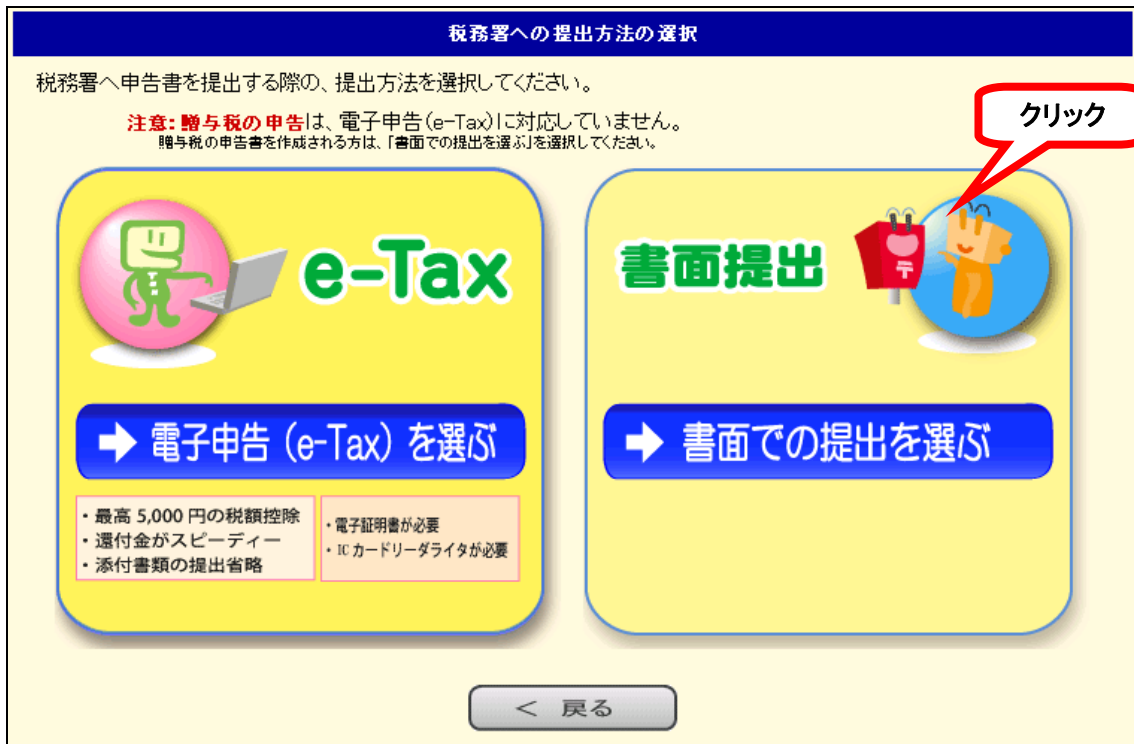 税務署への提出方法の選択
税務署へ申告書を提出する際の、提出方法を選択してください。
注意:贈与税の申告は、電子申告(e-Tax)に対応していません。
贈与税の申告書を作成される方は、「書面での提出を選ぶ」を選択してください。
クリック
e-Tax
➡ 電子申告（e-Tax）を選ぶ
・最高 5,000 円の税額控除
・還付金がスピーディー
・添付書類の提出省略
・電子証明書が必要
・ICカードリーダライタが必要
書面提出
〒
➡ 書面での提出を選ぶ
＜ 戻る